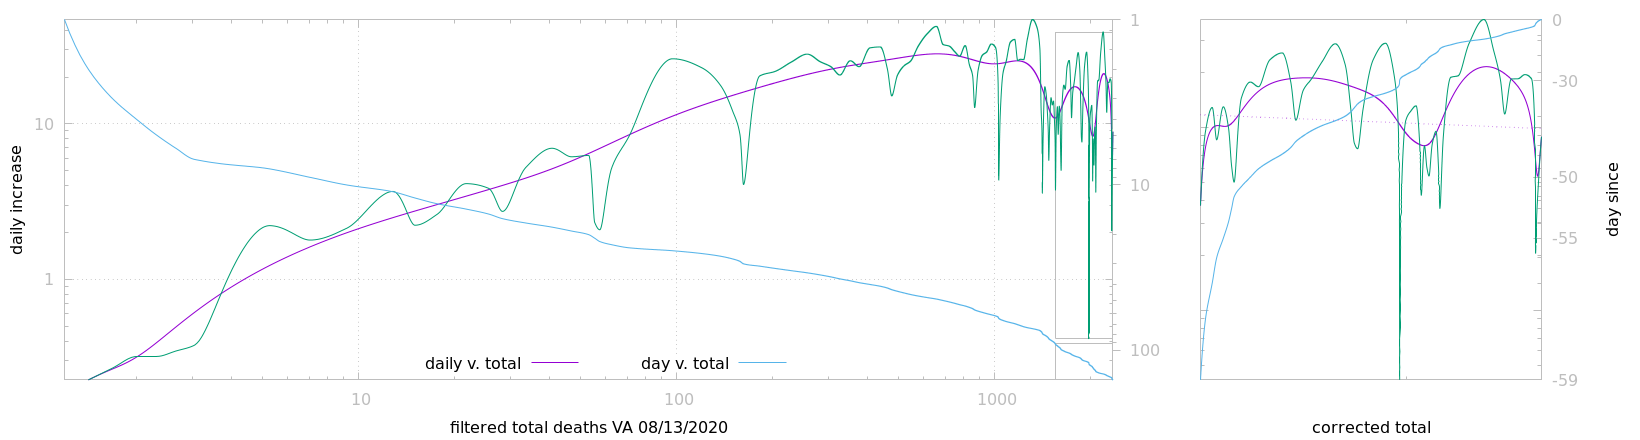 daily increase
10
1
daily v. total
day v. total
10
100
1000
filtered total deaths VA 08/13/2020
1
10
100
0
-30
-50
-55
-59
day since
corrected total